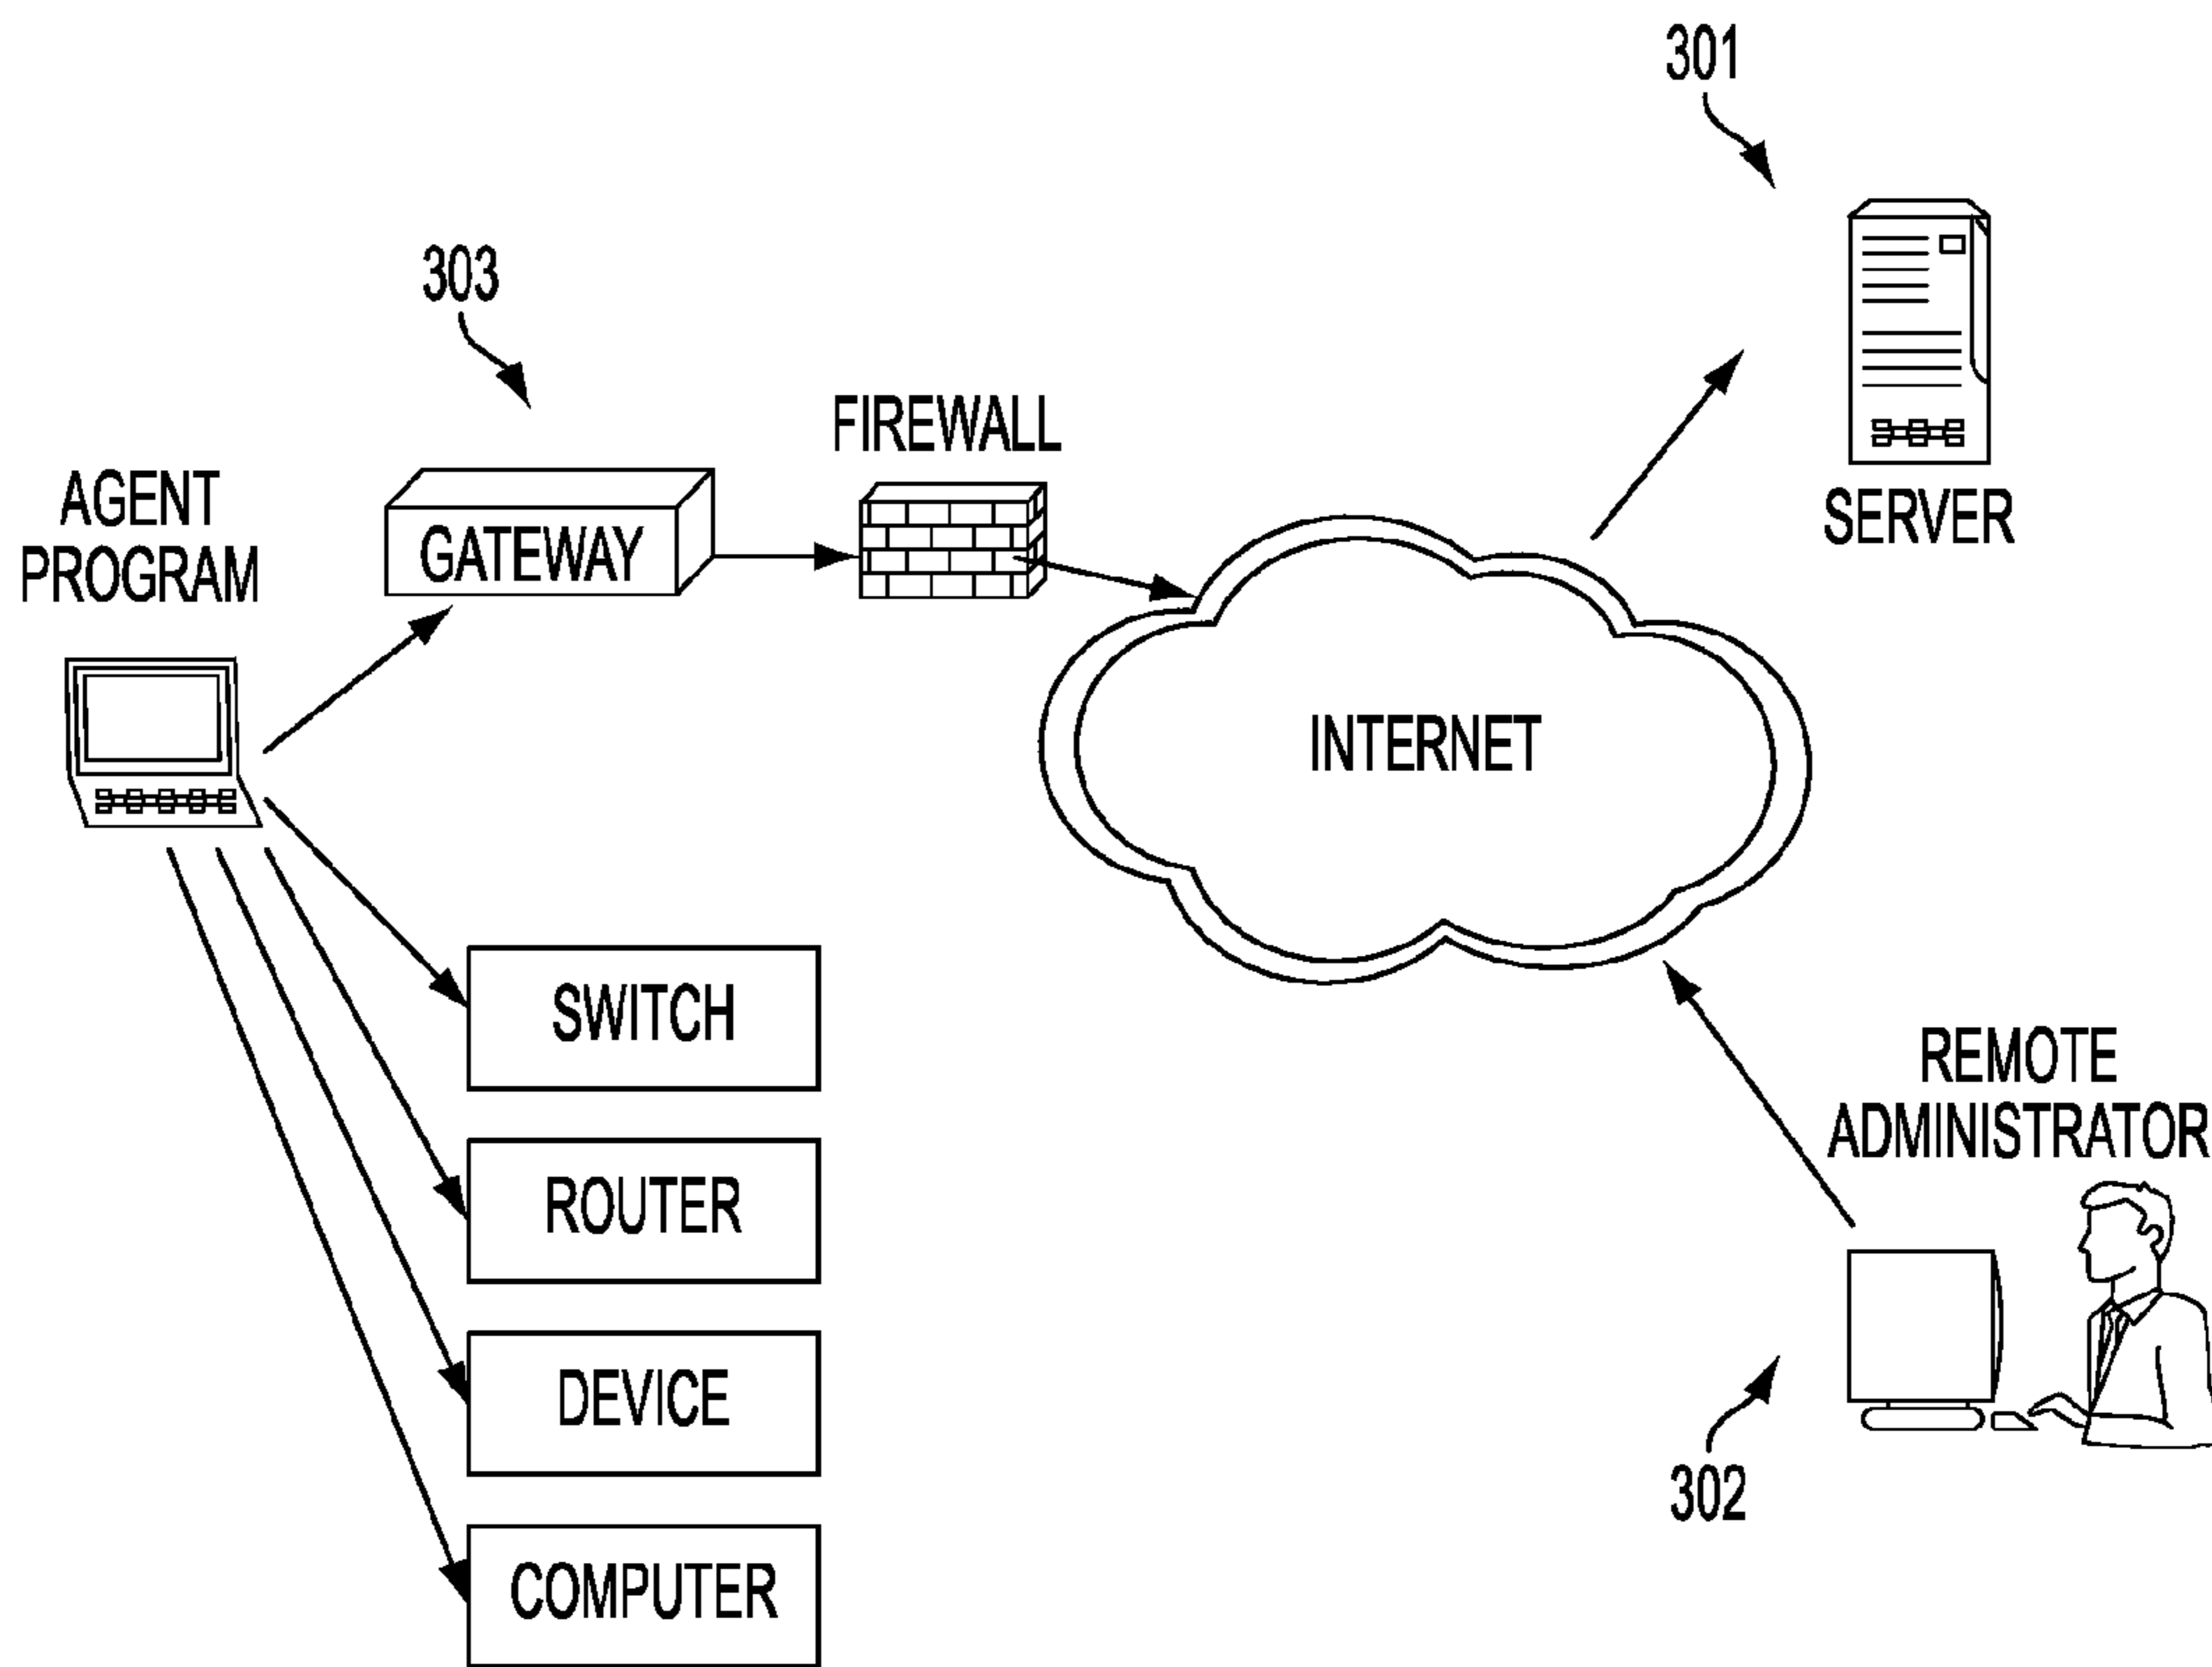 301
303
FIREWALL
AGENT
PROGRAM
GATEWAY
SERVER
INTERNET
SWITCH
REMOTE
ADMINISTRATOR
ROUTER
DEVICE
302
COMPUTER